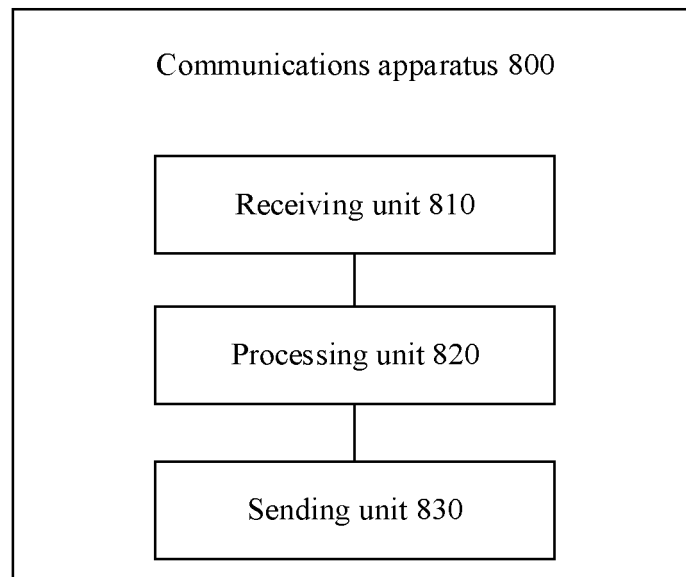 Communications apparatus 800
Receiving unit 810
Processing unit 820
Sending unit 830